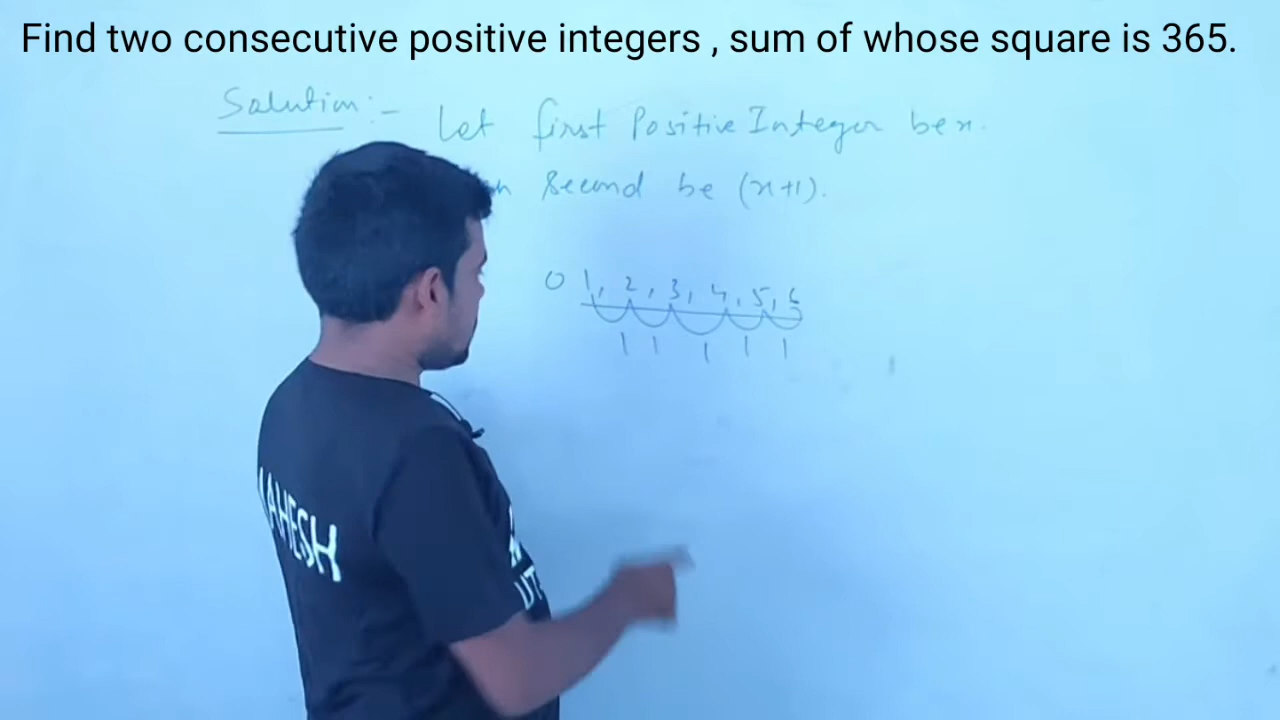 Find two consecutive positive integers , sum of whose square is 365.
Solution:-
Let first Positive Integer be x.
second be (x+1).
0 1, 2, 3, 4, 5, 6
1 1 1 1 1
MAHESH